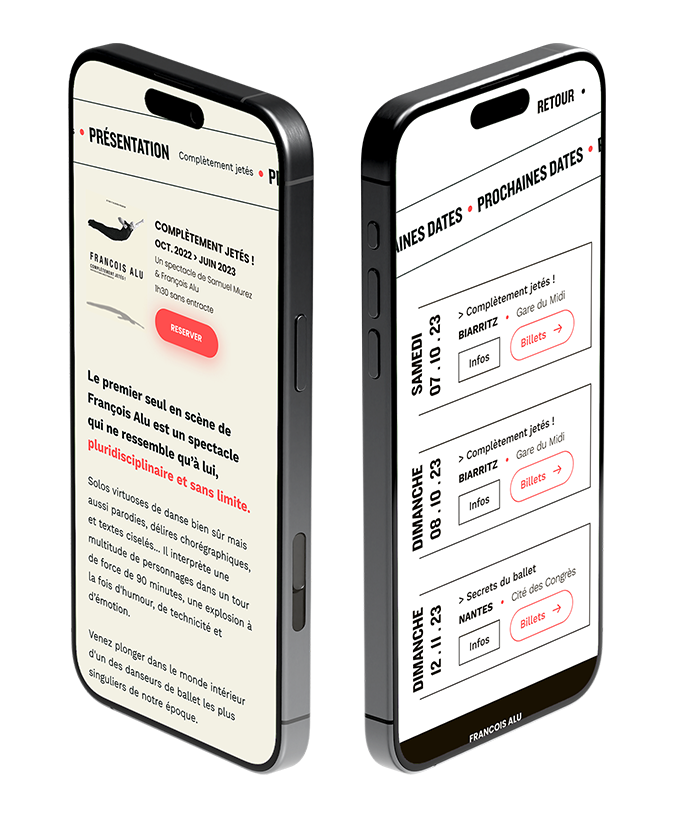 • PRÉSENTATION Complètement jetés • P
FRANCOIS ALU
COMPLÈTEMENT JETÉS !
COMPLÈTEMENT JETÉS !
OCT. 2022 > JUIN 2023
Un spectacle de Samuel Murez
& François Alu
1h30 sans entracte
RESERVER
Le premier seul en scène de
François Alu est un spectacle
qui ne ressemble qu'à lui,
pluridisciplinaire et sans limite.
Solos virtuoses de danse bien sûr mais
aussi parodies, délires chorégraphiques,
et textes ciselés... Il interprète une
multitude de personnages dans un tour
de force de 90 minutes, une explosion à
la fois d'humour, de technicité et
d'émotion.
Venez plonger dans le monde intérieur
d'un des danseurs de ballet les plus
singuliers de notre époque.
RETOUR •
AINES DATES • PROCHAINES DATES •
SAMEDI
07 . 10 . 23
> Complètement jetés !
BIARRITZ • Gare du Midi
Infos
Billets →
DIMANCHE
08 . 10 . 23
> Complètement jetés !
BIARRITZ • Gare du Midi
Infos
Billets →
DIMANCHE
12 . 11 . 23
> Secrets du ballet
NANTES • Cité des Congrès
Infos
Billets →
FRANCOIS ALU